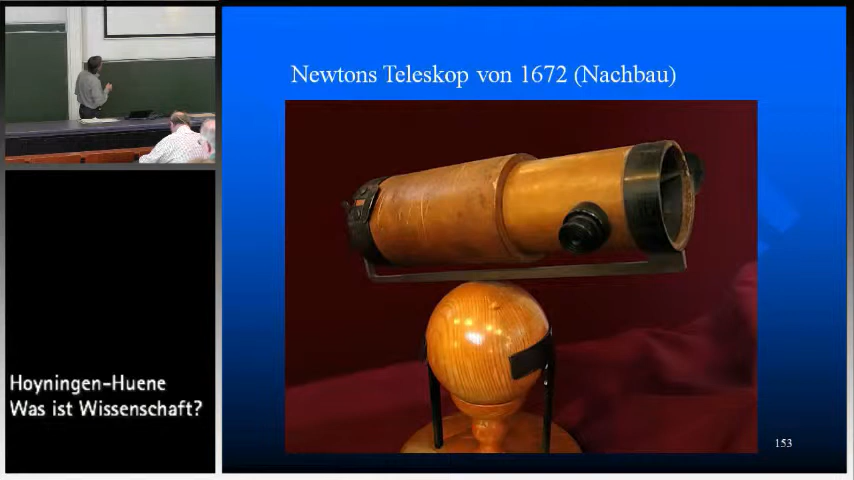 Newtons Teleskop von 1672 (Nachbau)
Hoyningen-Huene
Was ist Wissenschaft?
153